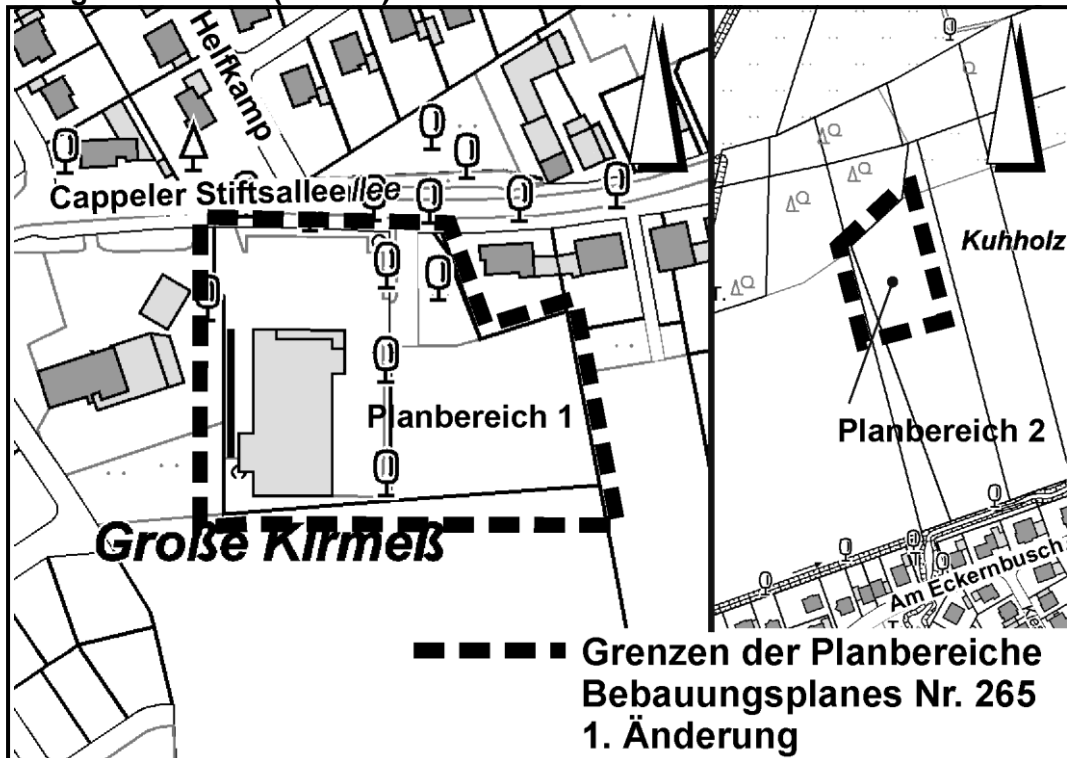 Helfkamp
Cappeler Stiftsallee
Planbereich 1
Große Kirmeß
Kuhholz
Planbereich 2
Am Eckernbusch
Grenzen der Planbereiche
Bebauungsplanes Nr. 265
1. Änderung